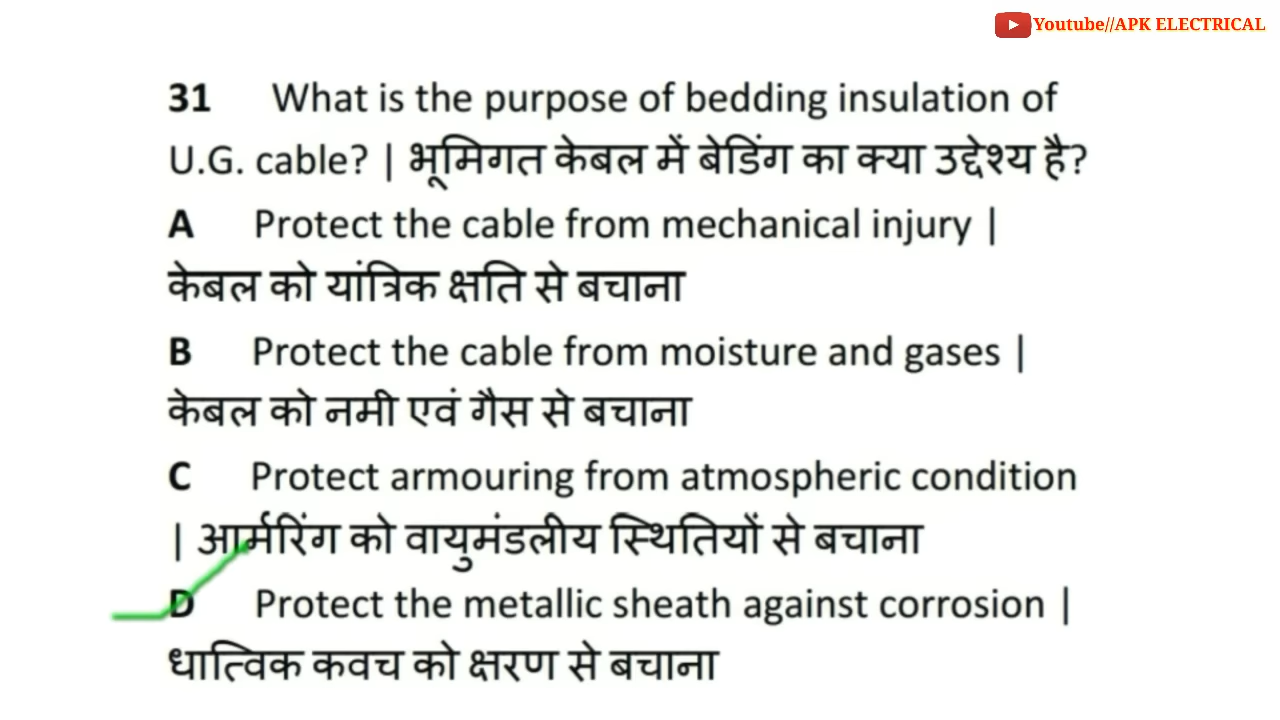 Youtube//APK ELECTRICAL
31 What is the purpose of bedding insulation of
U.G. cable? | भूमिगत केबल में बेडिंग का क्या उद्देश्य है?
A Protect the cable from mechanical injury |
केबल को यांत्रिक क्षति से बचाना
B Protect the cable from moisture and gases |
केबल को नमी एवं गैस से बचाना
C Protect armouring from atmospheric condition
| आर्मरिंग को वायुमंडलीय स्थितियों से बचाना
D Protect the metallic sheath against corrosion |
धात्विक कवच को क्षरण से बचाना